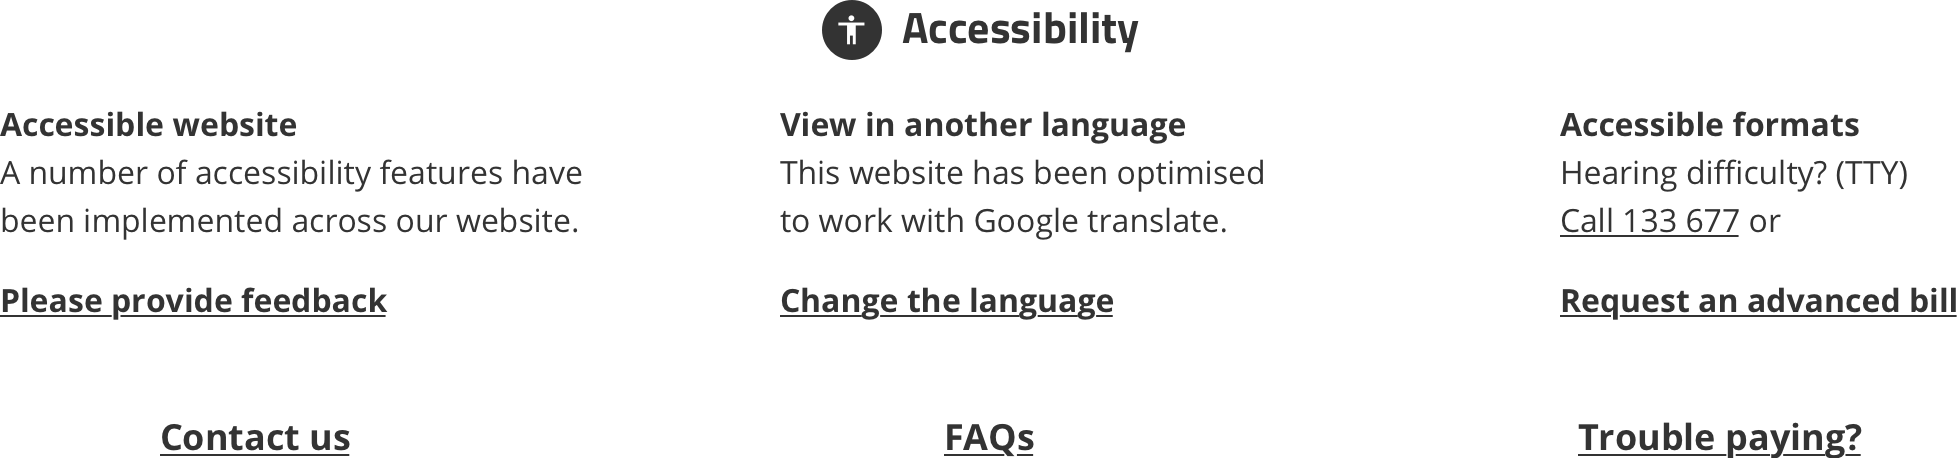 Accessibility
Accessible website
A number of accessibility features have
been implemented across our website.
Please provide feedback
View in another language
This website has been optimised
to work with Google translate.
Change the language
Accessible formats
Hearing difficulty? (TTY)
Call 133 677 or
Request an advanced bill
Contact us
FAQs
Trouble paying?